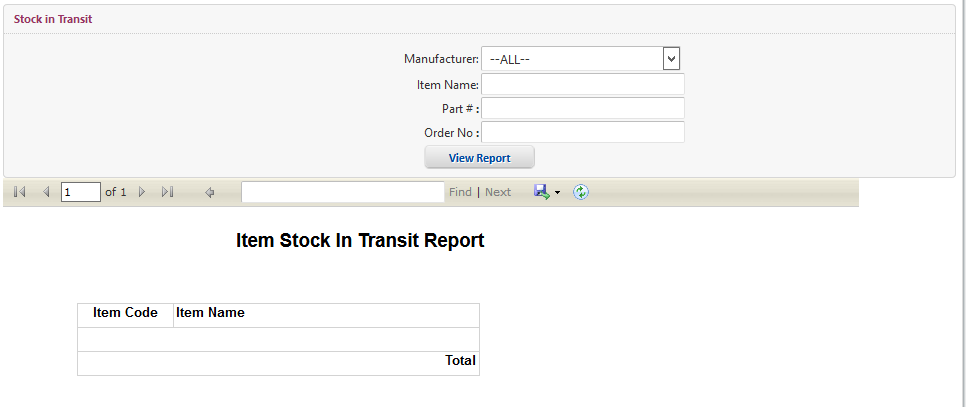 Stock in Transit
Manufacturer: --ALL--
Item Name:
Part # :
Order No :
View Report
1 of 1 Find | Next
Item Stock In Transit Report
Item Code Item Name
Total